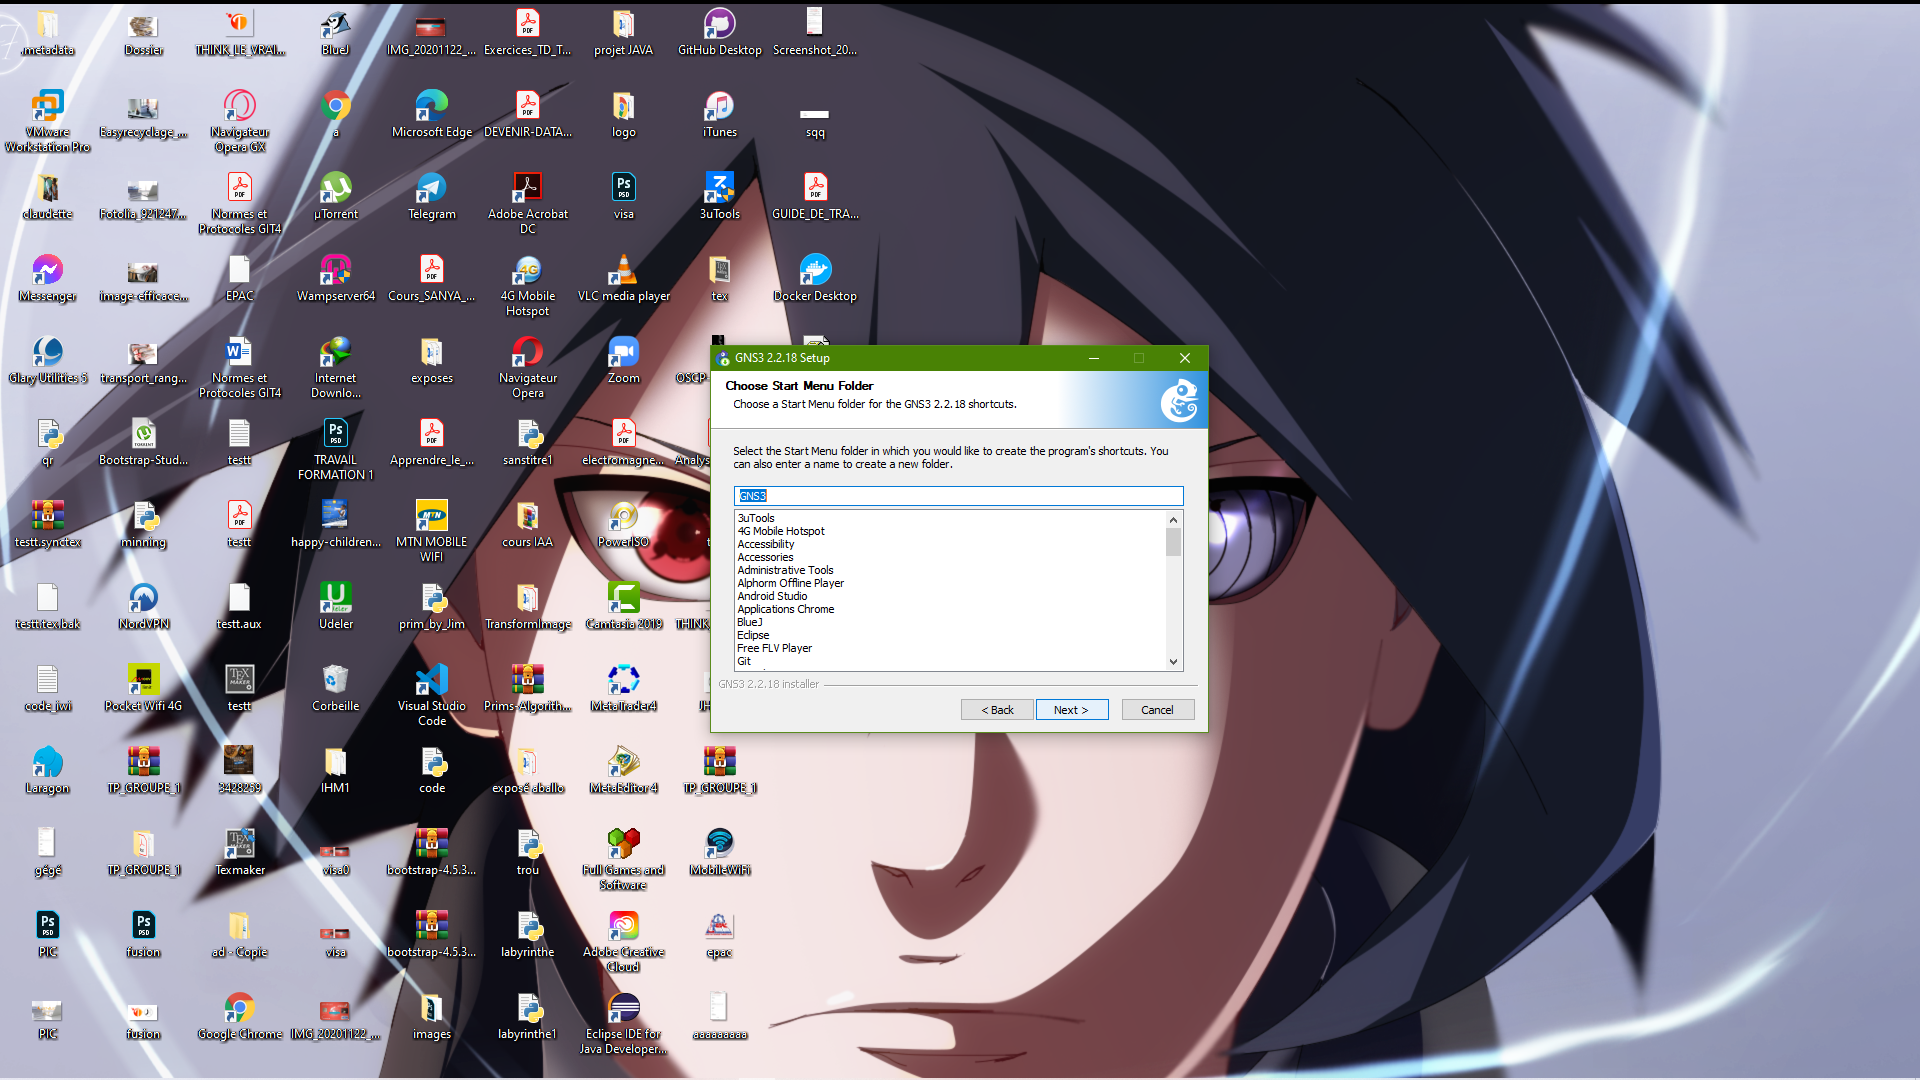 .metadata
Dossier
THINK_LE_VRAI...
BlueJ
IMG_20201122_...
Exercices_TD_T...
projet JAVA
GitHub Desktop
Screenshot_20...
VMware
Workstation Pro
Easyrecyclage_...
Navigateur
Opera GX
a
Microsoft Edge
DEVENIR-DATA...
logo
iTunes
sqq
claudette
Fotolia_921247...
Normes et
Protocoles GIT4
µTorrent
Telegram
Adobe Acrobat
DC
visa
3uTools
GUIDE_DE_TRA...
Messenger
image-efficace...
EPAC
Wampserver64
Cours_SANYA_...
4G Mobile
Hotspot
VLC media player
tex
Docker Desktop
Glary Utilities 5
transport_rang...
Normes et
Protocoles GIT4
Internet
Downlo...
exposes
Navigateur
Opera
Zoom
OSCP-
qr
Bootstrap-Stud...
testt
TRAVAIL
FORMATION 1
Apprendre_le_...
sanstitre1
electromagne...
Analys
testt.synctex
minning
testt
happy-children...
MTN MOBILE
WIFI
cours IAA
PowerISO
testt.tex.bak
NordVPN
testt.aux
Udeler
prim_by_Jim
TransformImage
Camtasia 2019
THINK_
code_iwi
Pocket Wifi 4G
testt
Corbeille
Visual Studio
Code
Prims-Algorith...
MetaTrader4
JH
Laragon
TP_GROUPE_1
3428259
IHM1
code
exposé aballo
MetaEditor 4
TP_GROUPE_1
gégé
TP_GROUPE_1
Texmaker
visa0
bootstrap-4.5.3...
trou
Full Games and
Software
MobileWiFi
PIC
fusion
ad - Copie
visa
bootstrap-4.5.3...
labyrinthe
Adobe Creative
Cloud
epac
PIC
fusion
Google Chrome
IMG_20201122_...
images
labyrinthe1
Eclipse IDE for
Java Developer...
aaaaaaaaa
GNS3 2.2.18 Setup
Choose Start Menu Folder
Choose a Start Menu folder for the GNS3 2.2.18 shortcuts.
Select the Start Menu folder in which you would like to create the program's shortcuts. You
can also enter a name to create a new folder.
GNS3
3uTools
4G Mobile Hotspot
Accessibility
Accessories
Administrative Tools
Alphorm Offline Player
Android Studio
Applications Chrome
BlueJ
Eclipse
Free FLV Player
Git
GNS3 2.2.18 installer
< Back
Next >
Cancel